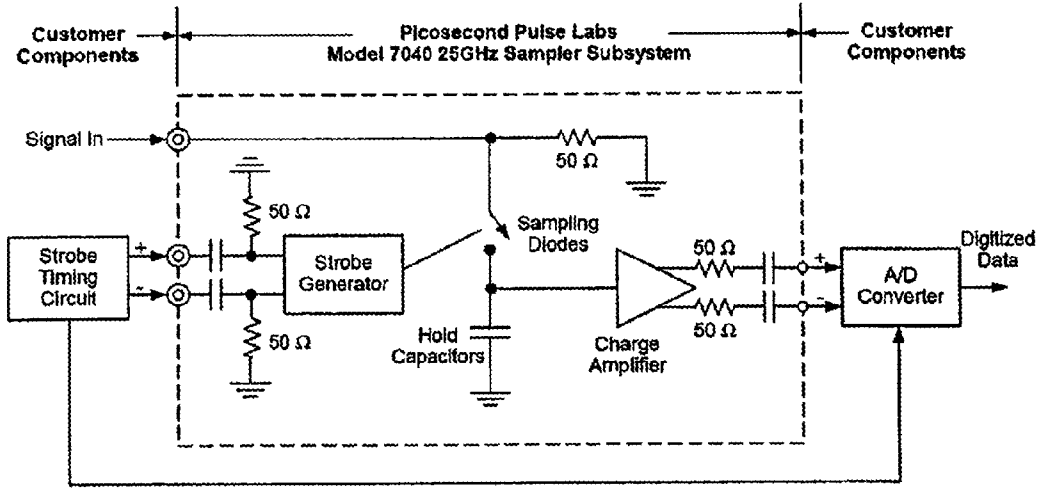 Customer
Components
Picosecond Pulse Labs
Model 7040 25GHz Sampler Subsystem
Customer
Components
Signal In
50 Ω
50 Ω
Sampling
Diodes
Strobe
Timing
Circuit
+
-
Strobe
Generator
50 Ω
+
-
A/D
Converter
Digitized
Data
50 Ω
Hold
Capacitors
50 Ω
Charge
Amplifier